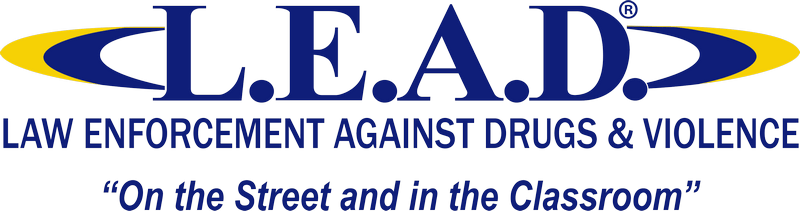 L.E.A.D.®
LAW ENFORCEMENT AGAINST DRUGS & VIOLENCE
“On the Street and in the Classroom”